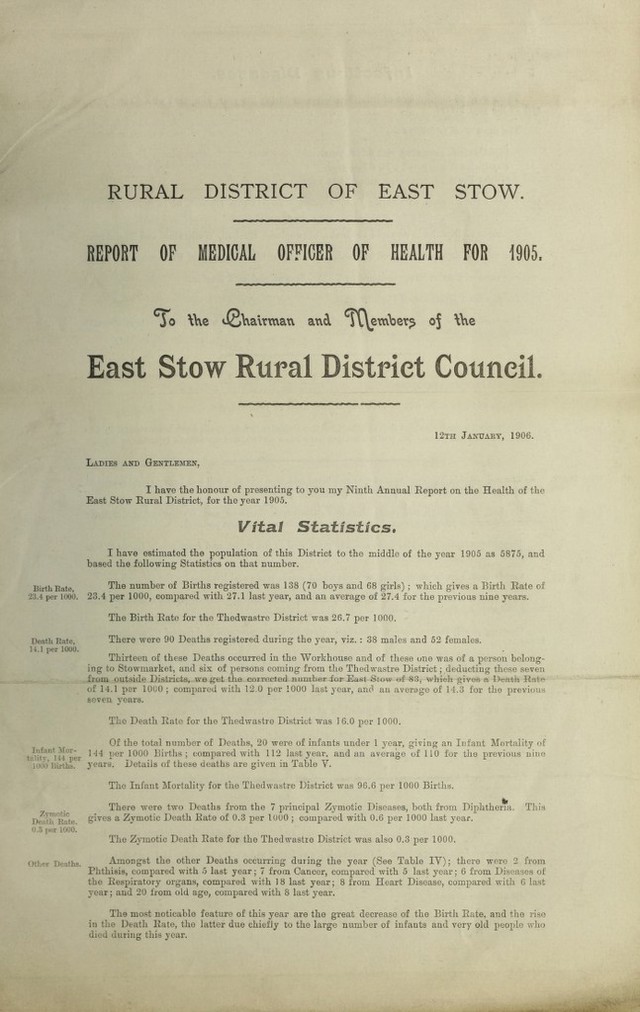 RURAL DISTRICT OF EAST STOW.
REPORT OF MEDICAL OFFICER OF HEALTH FOR 1905.
To the Chairman and Members of the
East Stow Rural District Council.
12TH JANUARY, 1906.
LADIES AND GENTLEMEN,
I have the honour of presenting to you my Ninth Annual Report on the Health of the
East Stow Rural District, for the year 1905.
Vital Statistics.
I have estimated the population of this District to the middle of the year 1905 as 5875, and
based the following Statistics on that number.
Birth Rate,
23.4 per 1000.
The number of Births registered was 138 (70 boys and 68 girls); which gives a Birth Rate of
23.4 per 1000, compared with 27.1 last year, and an average of 27.4 for the previous nine years.
The Birth Rate for the Thedwastre District was 26.7 per 1000.
Death Rate,
14.1 per 1000.
There were 90 Deaths registered during the year, viz.: 38 males and 52 females.
Thirteen of these Deaths occurred in the Workhouse and of these one was of a person belong-
ing to Stowmarket, and six of persons coming from the Thedwastre District; deducting these seven
from outside Districts, we get the corrected number for East Stow of 83, which gives a Death Rate
of 14.1 per 1000; compared with 12.0 per 1000 last year, and an average of 14.3 for the previous
seven years.
The Death Rate for the Thedwastre District was 16.0 per 1000.
Infant Mor-
tality, 144 per
1000 Births.
Of the total number of Deaths, 20 were of infants under 1 year, giving an Infant Mortality of
144 per 1000 Births; compared with 112 last year, and an average of 110 for the previous nine
years. Details of these deaths are given in Table V.
The Infant Mortality for the Thedwastre District was 96.6 per 1000 Births.
Zymotic
Death Rate,
0.3 per 1000.
There were two Deaths from the 7 principal Zymotic Diseases, both from Diphtheria. This
gives a Zymotic Death Rate of 0.3 per 1000; compared with 0.6 per 1000 last year.
The Zymotic Death Rate for the Thedwastre District was also 0.3 per 1000.
Other Deaths.
Amongst the other Deaths occurring during the year (See Table IV); there were 2 from
Phthisis, compared with 5 last year; 7 from Cancer, compared with 5 last year; 6 from Diseases of
the Respiratory organs, compared with 18 last year; 8 from Heart Disease, compared with 6 last
year; and 20 from old age, compared with 8 last year.
The most noticable feature of this year are the great decrease of the Birth Rate, and the rise
in the Death Rate, the latter due chiefly to the large number of infants and very old people who
died during this year.